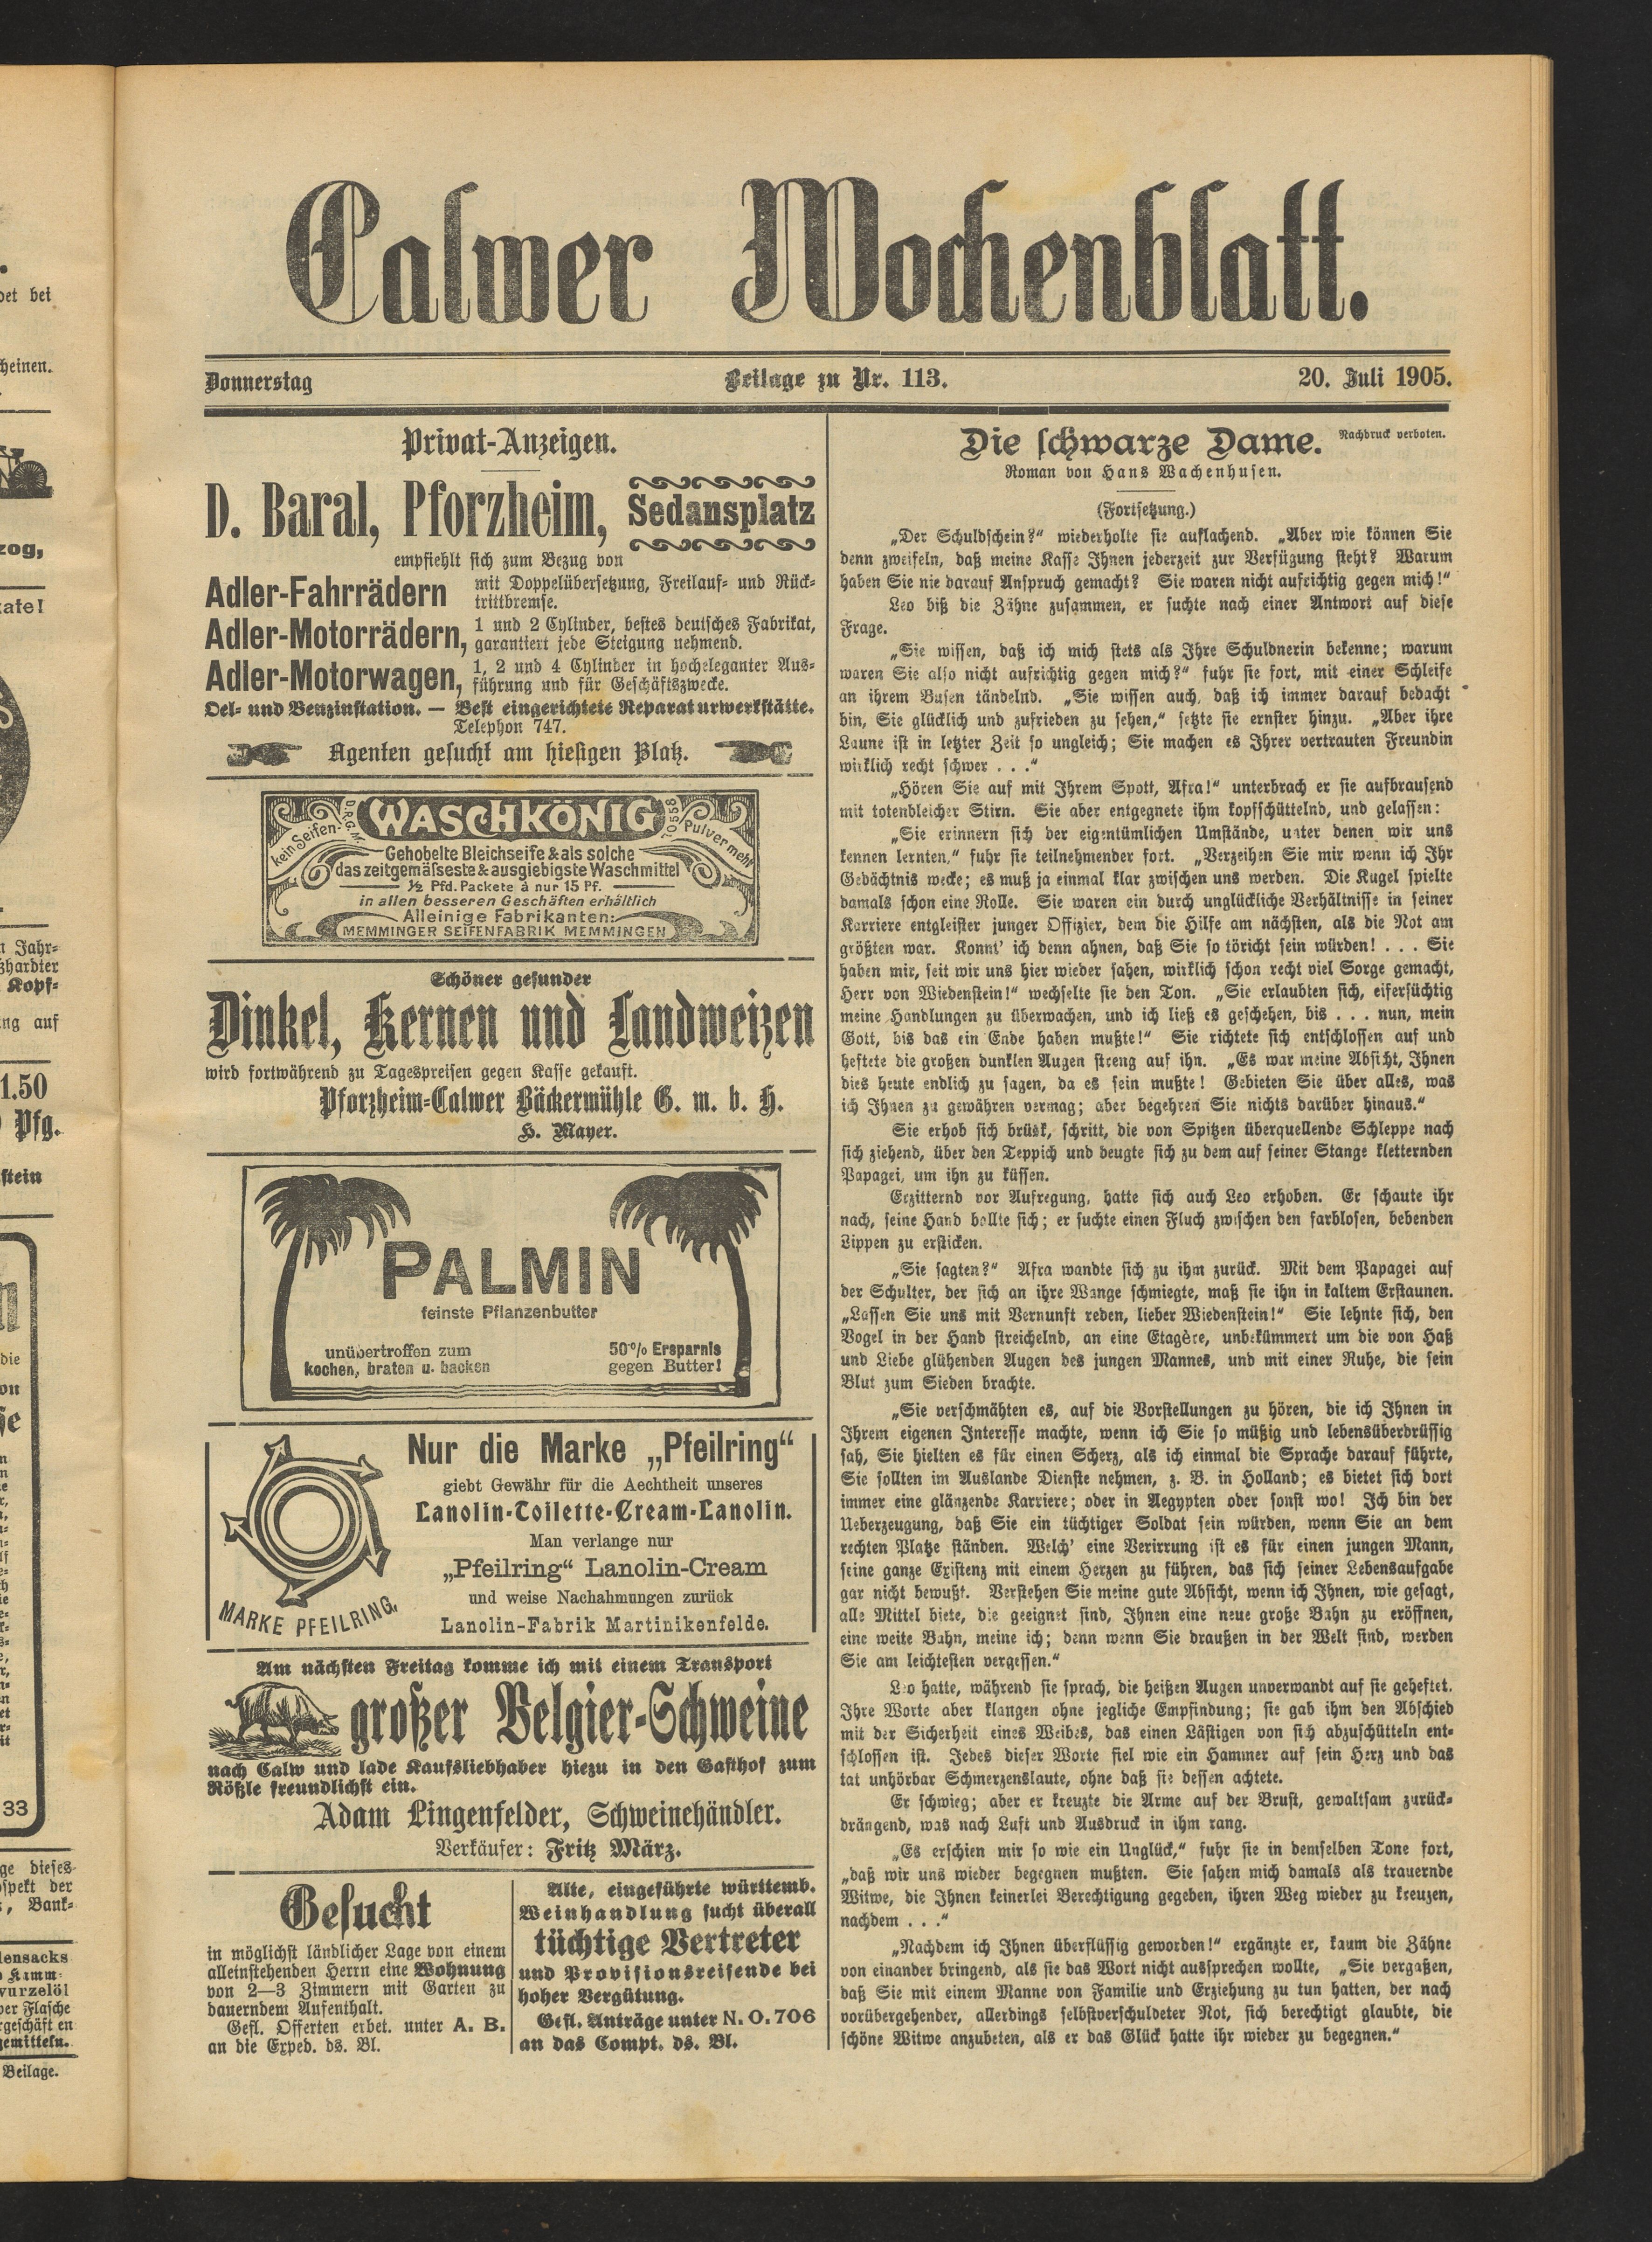 Calwer Wochenblatt.
Donnerstag
Beilage zu Nr. 113.
20. Juli 1905.
Privat-Anzeigen.
D. Baral, Pforzheim, Sedansplatz
empfiehlt sich zum Bezug von
Adler-Fahrrädern mit Doppelübersetzung, Freilauf- und Rück-
trittbremse.
Adler-Motorrädern, 1 und 2 Cylinder, bestes deutsches Fabrikat,
garantiert jede Steigung nehmend.
Adler-Motorwagen, 1, 2 und 4 Cylinder in hocheleganter Aus-
führung und für Geschäftszwecke.
Oel- und Benzinstation. — Best eingerichtete Reparaturwerkstätte.
Telephon 747.
Agenten gesucht am hiesigen Platz.
D.R.G.M. WASCHKÖNIG 70558
kein Seifen-Pulver mehr
Gehobelte Bleichseife & als solche
das zeitgemäfseste & ausgiebigste Waschmittel
½ Pfd. Packete à nur 15 Pf.
in allen besseren Geschäften erhältlich
Alleinige Fabrikanten:
MEMMINGER SEIFENFABRIK MEMMINGEN
Schöner gesunder
Dinkel, Kernen und Landweizen
wird fortwährend zu Tagespreisen gegen Kasse gekauft.
Pforzheim-Calwer Bäckermühle G. m. b. H.
H. Mayer.
PALMIN
feinste Pflanzenbutter
unübertroffen zum
kochen, braten u. backen
50% Ersparnis
gegen Butter!
MARKE PFEILRING.
Nur die Marke „Pfeilring“
giebt Gewähr für die Aechtheit unseres
Lanolin-Toilette-Cream-Lanolin.
Man verlange nur
„Pfeilring“ Lanolin-Cream
und weise Nachahmungen zurück
Lanolin-Fabrik Martinikenfelde.
Am nächsten Freitag komme ich mit einem Transport
großer Belgier-Schweine
nach Calw und lade Kaufsliebhaber hiezu in den Gasthof zum
Rößle freundlichst ein.
Adam Lingenfelder, Schweinehändler.
Verkäufer: Fritz März.
Gesucht
in möglichst ländlicher Lage von einem
alleinstehenden Herrn eine Wohnung
von 2—3 Zimmern mit Garten zu
dauerndem Aufenthalt.
Gefl. Offerten erbet. unter A. B.
an die Exped. ds. Bl.
Alte, eingeführte württemb.
Weinhandlung sucht überall
tüchtige Vertreter
und Provisionsreisende bei
hoher Vergütung.
Gefl. Anträge unter N. O. 706
an das Compt. ds. Bl.
Die schwarze Dame.
Nachdruck verboten.
Roman von Hans Wachenhusen.
(Fortsetzung.)
„Der Schuldschein?“ wiederholte sie auflachend. „Aber wie können Sie
denn zweifeln, daß meine Kasse Ihnen jederzeit zur Verfügung steht? Warum
haben Sie nie darauf Anspruch gemacht? Sie waren nicht aufrichtig gegen mich!“
Leo biß die Zähne zusammen, er suchte nach einer Antwort auf diese
Frage.
„Sie wissen, daß ich mich stets als Ihre Schuldnerin bekenne; warum
waren Sie also nicht aufrichtig gegen mich?“ fuhr sie fort, mit einer Schleife
an ihrem Busen tändelnd. „Sie wissen auch, daß ich immer darauf bedacht
bin, Sie glücklich und zufrieden zu sehen,“ setzte sie ernster hinzu. „Aber ihre
Laune ist in letzter Zeit so ungleich; Sie machen es Ihrer vertrauten Freundin
wirklich recht schwer . . .“
„Hören Sie auf mit Ihrem Spott, Afra!“ unterbrach er sie aufbrausend
mit totenbleicher Stirn. Sie aber entgegnete ihm kopfschüttelnd, und gelassen:
„Sie erinnern sich der eigentümlichen Umstände, unter denen wir uns
kennen lernten,“ fuhr sie teilnehmender fort. „Verzeihen Sie mir wenn ich Ihr
Gedächtnis wecke; es muß ja einmal klar zwischen uns werden. Die Kugel spielte
damals schon eine Rolle. Sie waren ein durch unglückliche Verhältnisse in seiner
Karriere entgleister junger Offizier, dem die Hilfe am nächsten, als die Not am
größten war. Konnt’ ich denn ahnen, daß Sie so töricht sein würden! . . . Sie
haben mir, seit wir uns hier wieder sahen, wirklich schon recht viel Sorge gemacht,
Herr von Wiedenstein!“ wechselte sie den Ton. „Sie erlaubten sich, eifersüchtig
meine Handlungen zu überwachen, und ich ließ es geschehen, bis . . . nun, mein
Gott, bis das ein Ende haben mußte!“ Sie richtete sich entschlossen auf und
heftete die großen dunklen Augen streng auf ihn. „Es war meine Absicht, Ihnen
dies heute endlich zu sagen, da es sein mußte! Gebieten Sie über alles, was
ich Ihnen zu gewähren vermag; aber begehren Sie nichts darüber hinaus.“
Sie erhob sich brüsk, schritt, die von Spitzen überquellende Schleppe nach
sich ziehend, über den Teppich und beugte sich zu dem auf seiner Stange kletternden
Papagei, um ihn zu küssen.
Erzitternd vor Aufregung, hatte sich auch Leo erhoben. Er schaute ihr
nach, seine Hand ballte sich; er suchte einen Fluch zwischen den farblosen, bebenden
Lippen zu ersticken.
„Sie sagten?“ Afra wandte sich zu ihm zurück. Mit dem Papagei auf
der Schulter, der sich an ihre Wange schmiegte, maß sie ihn in kaltem Erstaunen.
„Lassen Sie uns mit Vernunft reden, lieber Wiedenstein!“ Sie lehnte sich, den
Vogel in der Hand streichelnd, an eine Etagère, unbekümmert um die von Haß
und Liebe glühenden Augen des jungen Mannes, und mit einer Ruhe, die sein
Blut zum Sieden brachte.
„Sie verschmähten es, auf die Vorstellungen zu hören, die ich Ihnen in
Ihrem eigenen Interesse machte, wenn ich Sie so müßig und lebensüberdrüssig
sah, Sie hielten es für einen Scherz, als ich einmal die Sprache darauf führte,
Sie sollten im Auslande Dienste nehmen, z. B. in Holland; es bietet sich dort
immer eine glänzende Karriere; oder in Aegypten oder sonst wo! Ich bin der
Ueberzeugung, daß Sie ein tüchtiger Soldat sein würden, wenn Sie an dem
rechten Platze ständen. Welch’ eine Verirrung ist es für einen jungen Mann,
seine ganze Existenz mit einem Herzen zu führen, das sich seiner Lebensaufgabe
gar nicht bewußt. Verstehen Sie meine gute Absicht, wenn ich Ihnen, wie gesagt,
alle Mittel biete, die geeignet sind, Ihnen eine neue große Bahn zu eröffnen,
eine weite Bahn, meine ich; denn wenn Sie draußen in der Welt sind, werden
Sie am leichtesten vergessen.“
Leo hatte, während sie sprach, die heißen Augen unverwandt auf sie geheftet.
Ihre Worte aber klangen ohne jegliche Empfindung; sie gab ihm den Abschied
mit der Sicherheit eines Weibes, das einen Lästigen von sich abzuschütteln ent-
schlossen ist. Jedes dieser Worte fiel wie ein Hammer auf sein Herz und das
tat unhörbar Schmerzenslaute, ohne daß sie dessen achtete.
Er schwieg; aber er kreuzte die Arme auf der Brust, gewaltsam zurück-
drängend, was nach Luft und Ausdruck in ihm rang.
„Es erschien mir so wie ein Unglück,“ fuhr sie in demselben Tone fort,
„daß wir uns wieder begegnen mußten. Sie sahen mich damals als trauernde
Witwe, die Ihnen keinerlei Berechtigung gegeben, ihren Weg wieder zu kreuzen,
nachdem . . .“
„Nachdem ich Ihnen überflüssig geworden!“ ergänzte er, kaum die Zähne
von einander bringend, als sie das Wort nicht aussprechen wollte, „Sie vergaßen,
daß Sie mit einem Manne von Familie und Erziehung zu tun hatten, der nach
vorübergehender, allerdings selbstverschuldeter Not, sich berechtigt glaubte, die
schöne Witwe anzubeten, als er das Glück hatte ihr wieder zu begegnen.“